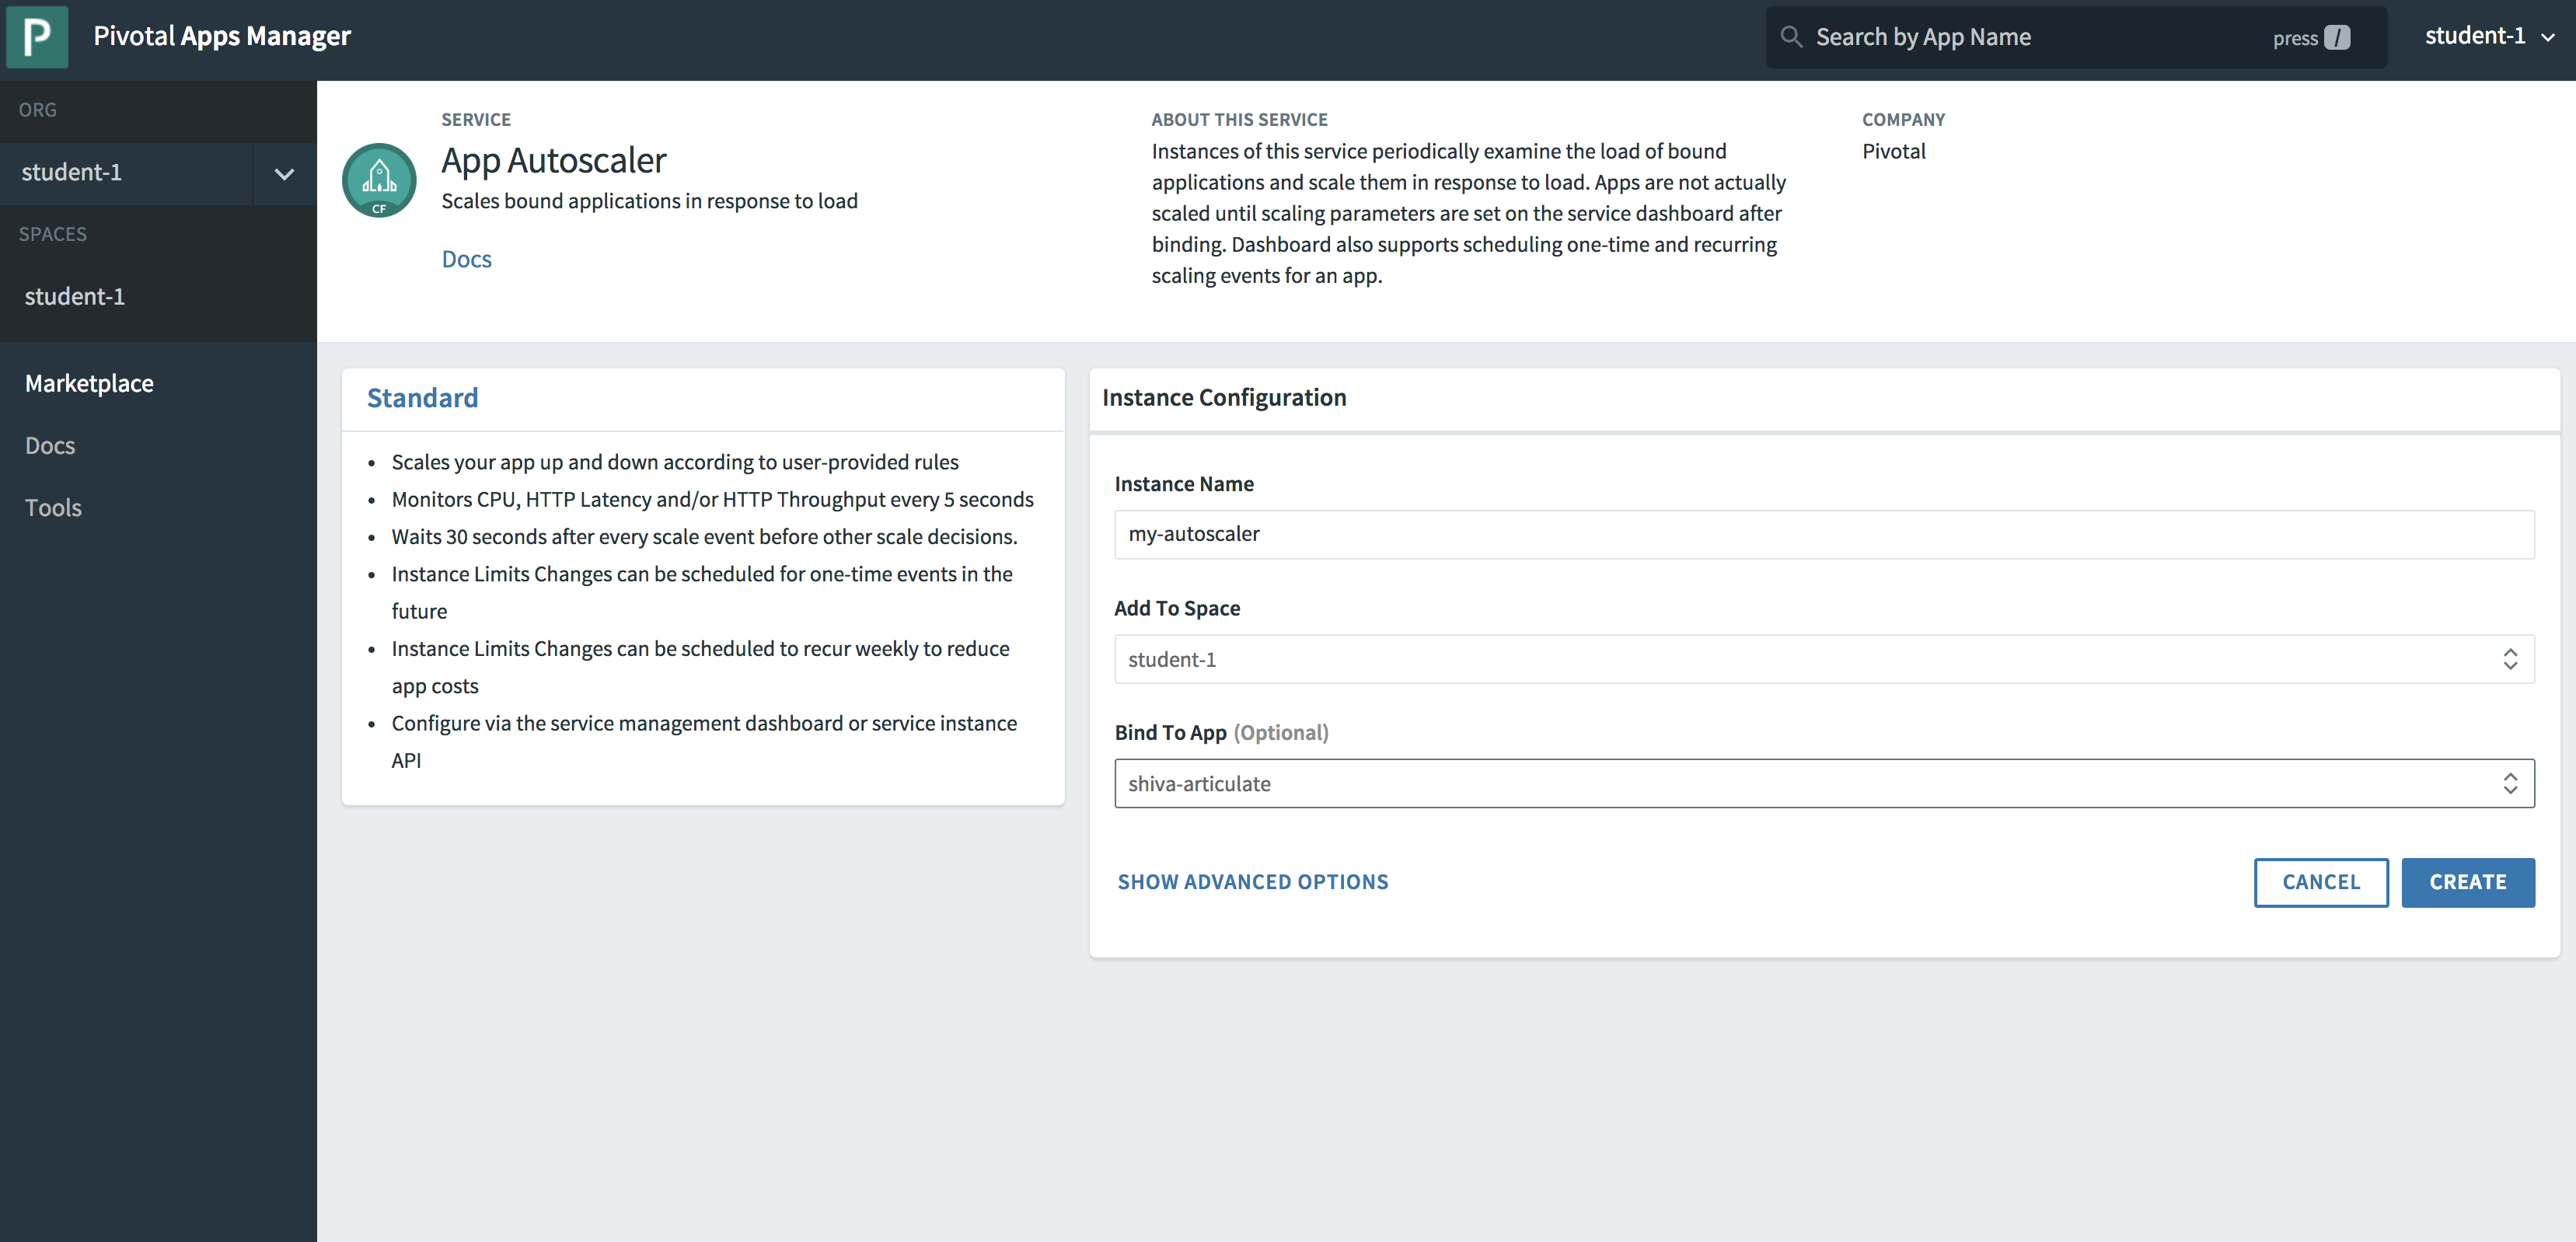 P
Pivotal Apps Manager
Search by App Name
press /
student-1
ORG
student-1
SPACES
student-1
Marketplace
Docs
Tools
CF
SERVICE
App Autoscaler
Scales bound applications in response to load
Docs
ABOUT THIS SERVICE
Instances of this service periodically examine the load of bound
applications and scale them in response to load. Apps are not actually
scaled until scaling parameters are set on the service dashboard after
binding. Dashboard also supports scheduling one-time and recurring
scaling events for an app.
COMPANY
Pivotal
Standard
• Scales your app up and down according to user-provided rules
• Monitors CPU, HTTP Latency and/or HTTP Throughput every 5 seconds
• Waits 30 seconds after every scale event before other scale decisions.
• Instance Limits Changes can be scheduled for one-time events in the
future
• Instance Limits Changes can be scheduled to recur weekly to reduce
app costs
• Configure via the service management dashboard or service instance
API
Instance Configuration
Instance Name
my-autoscaler
Add To Space
student-1
Bind To App (Optional)
shiva-articulate
SHOW ADVANCED OPTIONS
CANCEL
CREATE